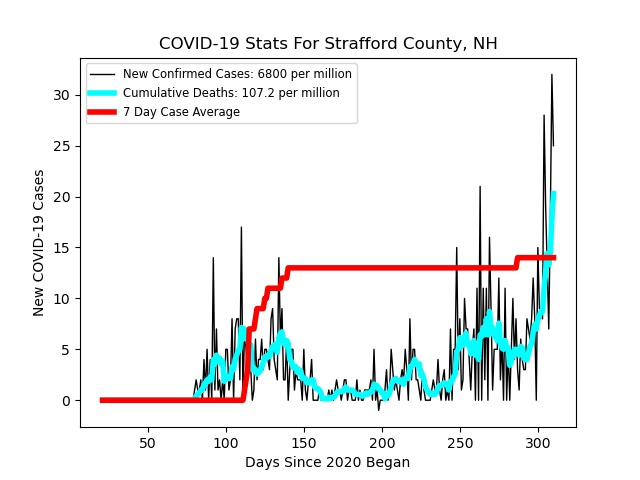 COVID-19 Stats For Strafford County, NH
New Confirmed Cases: 6800 per million
Cumulative Deaths: 107.2 per million
7 Day Case Average
New COVID-19 Cases
30
25
20
15
10
5
0
50 100 150 200 250 300
Days Since 2020 Began